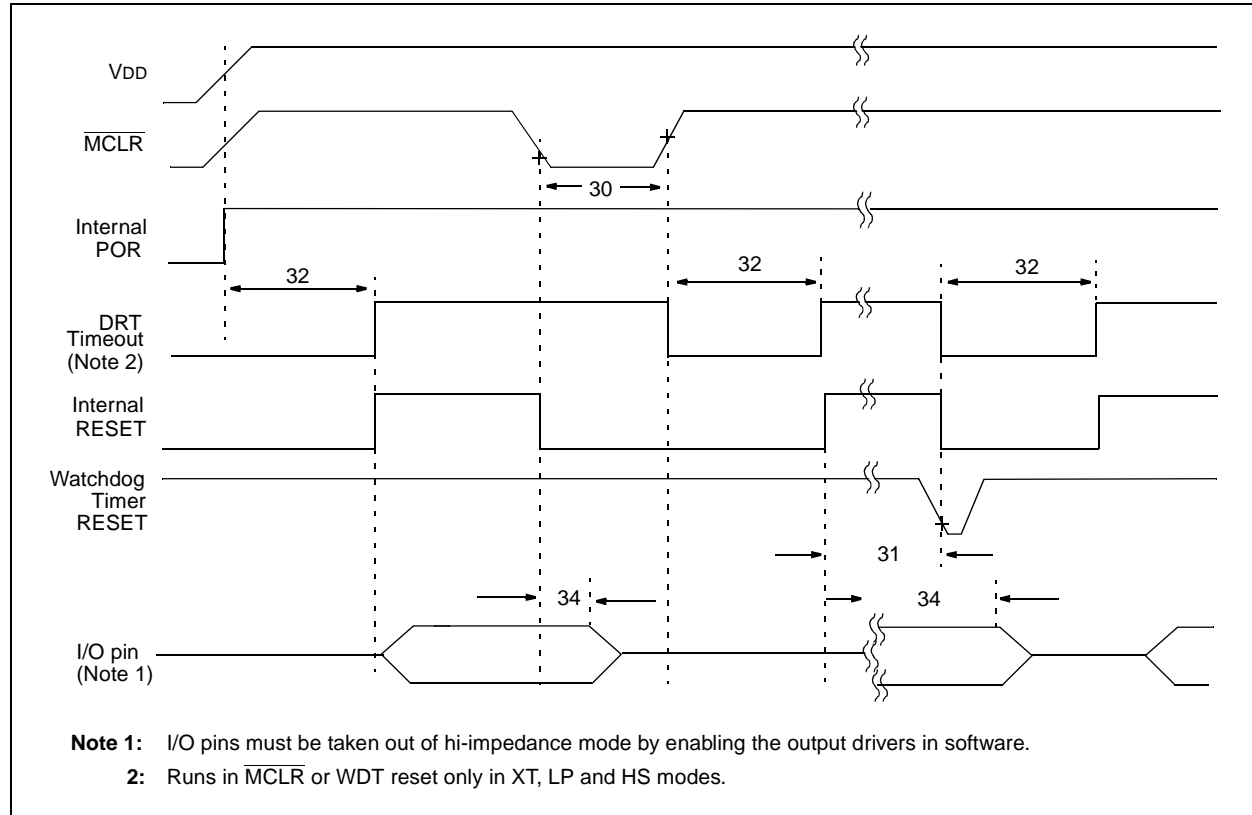 VDD
MCLR
30
Internal
POR
32
32
32
DRT
Timeout
(Note 2)
Internal
RESET
Watchdog
Timer
RESET
31
34
34
I/O pin
(Note 1)
Note 1: I/O pins must be taken out of hi-impedance mode by enabling the output drivers in software.
2: Runs in MCLR or WDT reset only in XT, LP and HS modes.